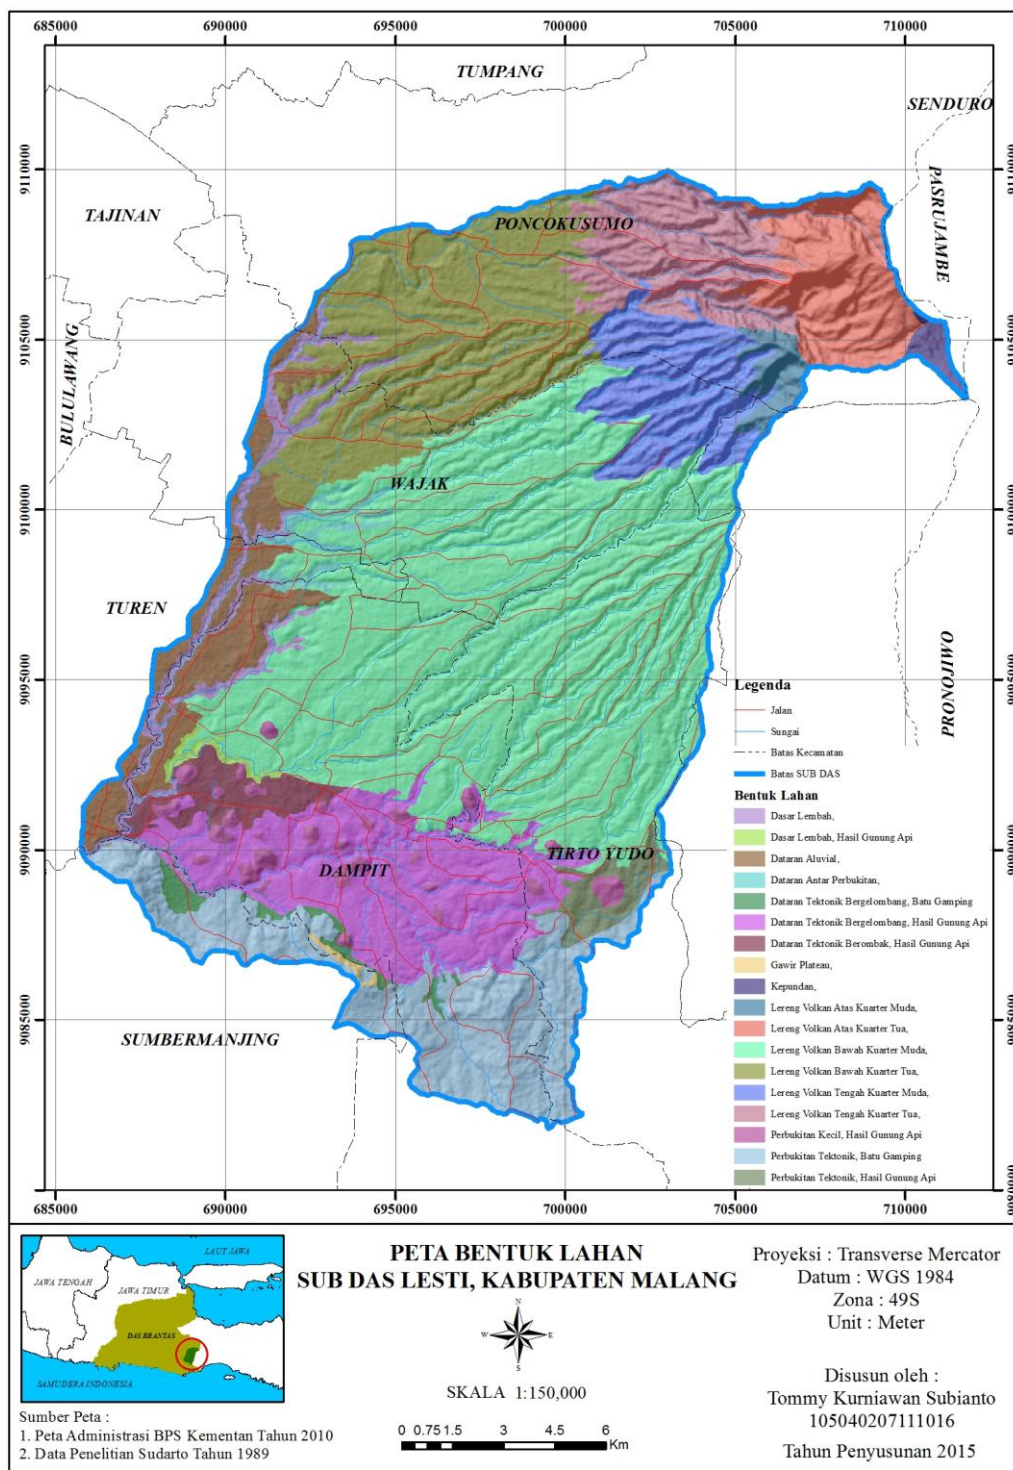 685000 690000 695000 700000 705000 710000
TUMPANG
SENDURO
9110000 9110000
PASRUJAMBE
TAJINAN
PONCOKUSUMO
9105000 9105000
BULULAWANG
WAJAK
9100000 9100000
TUREN
PRONOJIWO
9095000 9095000
Legenda
Jalan
Sungai
Batas Kecamatan
Batas SUB DAS
Bentuk Lahan
Dasar Lembah,
Dasar Lembah, Hasil Gunung Api
Dataran Aluvial,
Dataran Antar Perbukitan,
Dataran Tektonik Bergelombang, Batu Gamping
Dataran Tektonik Bergelombang, Hasil Gunung Api
Dataran Tektonik Berombak, Hasil Gunung Api
Gawir Plateau,
Kepundan,
Lereng Volkan Atas Kuarter Muda,
Lereng Volkan Atas Kuarter Tua,
Lereng Volkan Bawah Kuarter Muda,
Lereng Volkan Bawah Kuarter Tua,
Lereng Volkan Tengah Kuarter Muda,
Lereng Volkan Tengah Kuarter Tua,
Perbukitan Kecil, Hasil Gunung Api
Perbukitan Tektonik, Batu Gamping
Perbukitan Tektonik, Hasil Gunung Api
9090000 9090000
TIRTO YUDO
DAMPIT
9085000 9085000
SUMBERMANJING
9080000 9080000
685000 690000 695000 700000 705000 710000
LAUT JAWA
JAWA TENGAH
JAWA TIMUR
DAS BRANTAS
SAMUDERA INDONESIA
Sumber Peta :
1. Peta Administrasi BPS Kementan Tahun 2010
2. Data Penelitian Sudarto Tahun 1989
PETA BENTUK LAHAN
SUB DAS LESTI, KABUPATEN MALANG
N
W E
S
SKALA 1:150,000
0 0.75 1.5 3 4.5 6
Km
Proyeksi : Transverse Mercator
Datum : WGS 1984
Zona : 49S
Unit : Meter
Disusun oleh :
Tommy Kurniawan Subianto
105040207111016
Tahun Penyusunan 2015